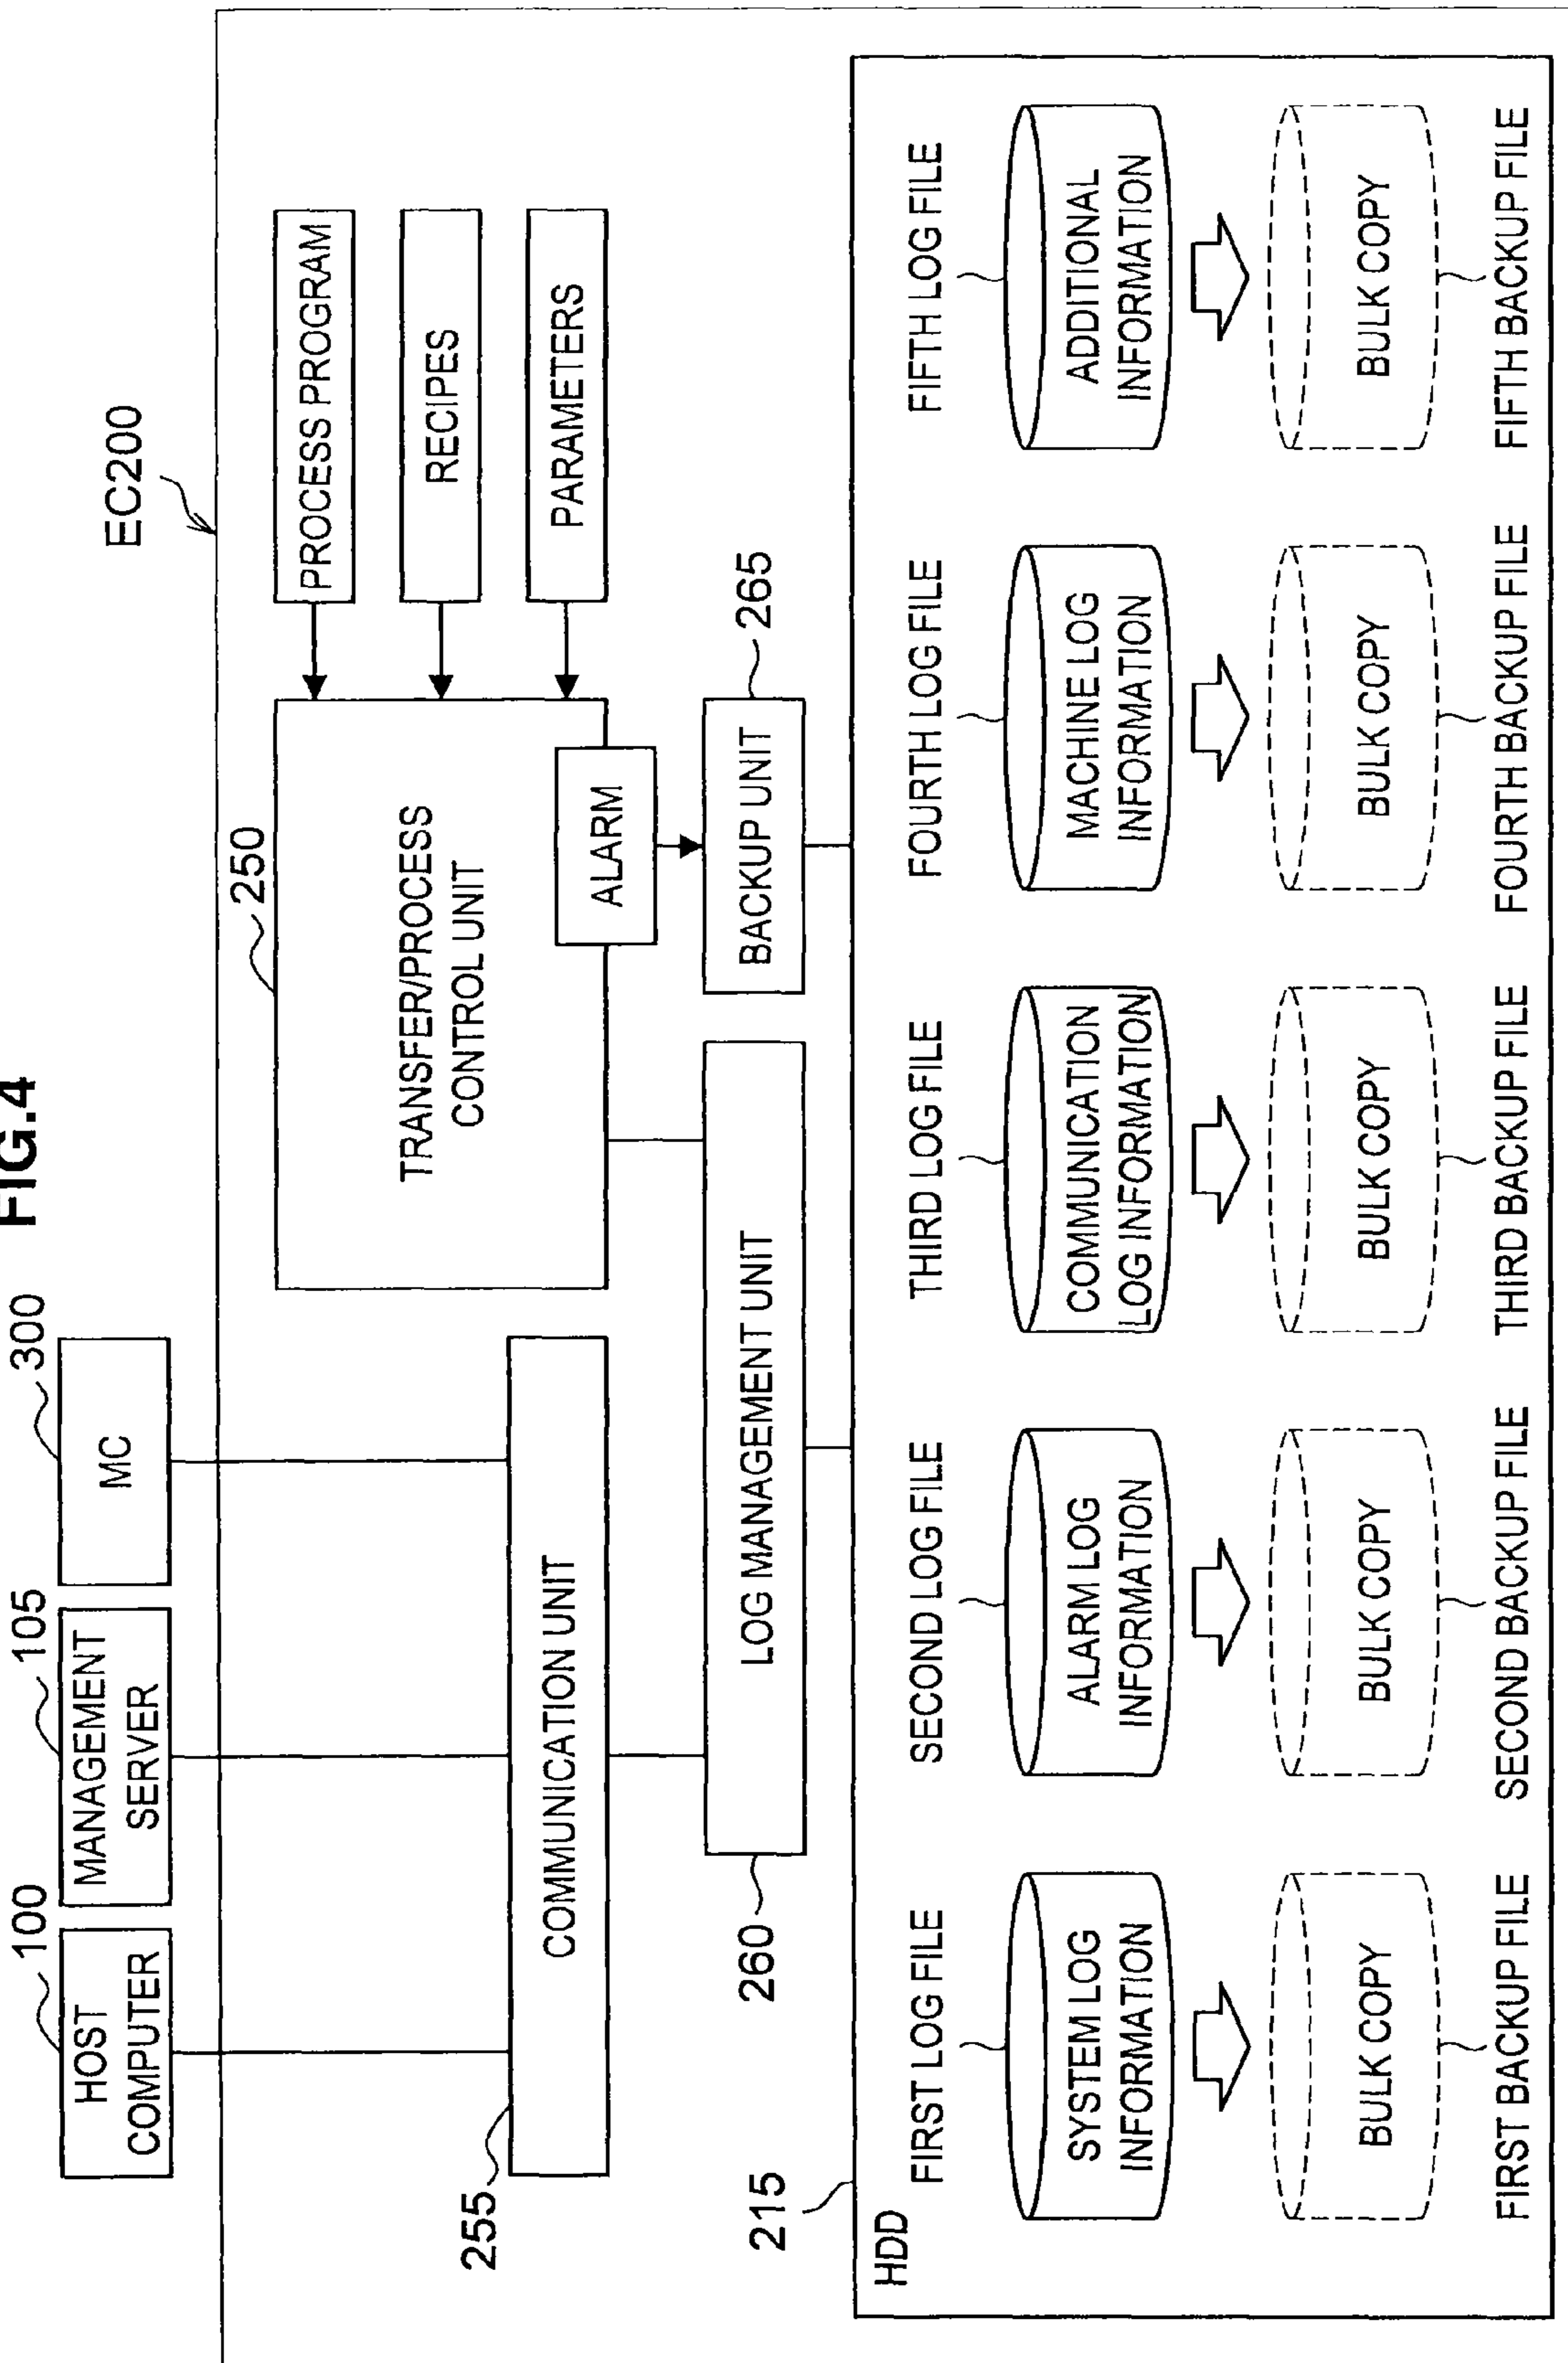 FIG.4
HOST
COMPUTER
100
MANAGEMENT
SERVER
105
MC
300
EC200
250
TRANSFER/PROCESS
CONTROL UNIT
PROCESS PROGRAM
RECIPES
PARAMETERS
ALARM
255
COMMUNICATION UNIT
260
LOG MANAGEMENT UNIT
BACKUP UNIT
265
215
HDD
FIRST LOG FILE
SECOND LOG FILE
THIRD LOG FILE
FOURTH LOG FILE
FIFTH LOG FILE
SYSTEM LOG
INFORMATION
ALARM LOG
INFORMATION
COMMUNICATION
LOG INFORMATION
MACHINE LOG
INFORMATION
ADDITIONAL
INFORMATION
BULK COPY
BULK COPY
BULK COPY
BULK COPY
BULK COPY
FIRST BACKUP FILE
SECOND BACKUP FILE
THIRD BACKUP FILE
FOURTH BACKUP FILE
FIFTH BACKUP FILE